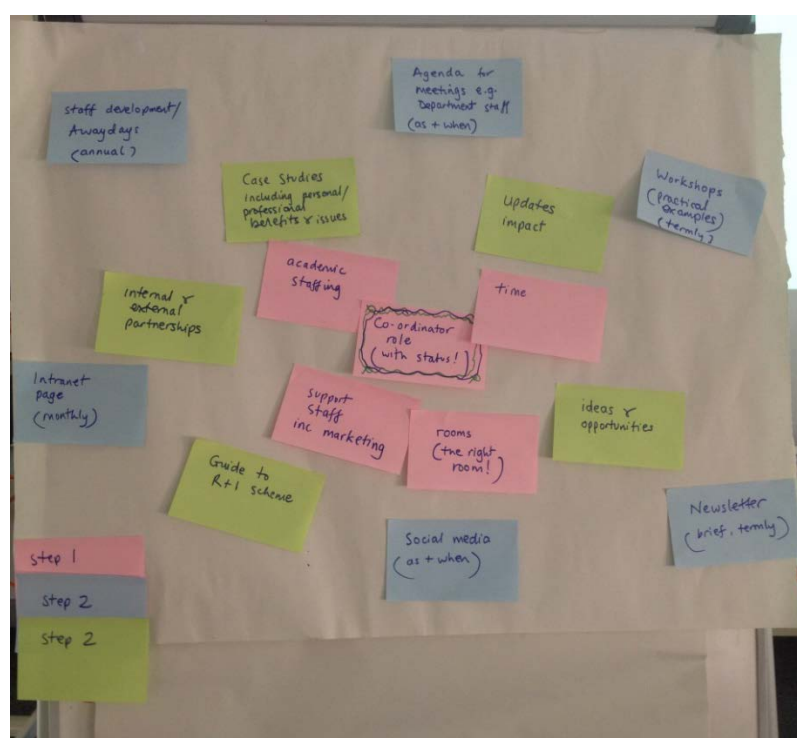 Agenda for
meetings e.g.
Department staff
(as + when)
staff development/
Awaydays
(annual)
Case Studies
including personal/
professional
benefits & issues
Updates
impact
Workshops
(practical
examples)
(termly)
academic
staffing
time
Internal &
external
partnerships
Co-ordinator
role
(with status!)
Intranet
page
(monthly)
support
staff
inc marketing
rooms
(the right
room!)
ideas &
opportunities
Guide to
R+I scheme
Social media
(as + when)
Newsletter
(brief, termly)
step 1
step 2
step 2